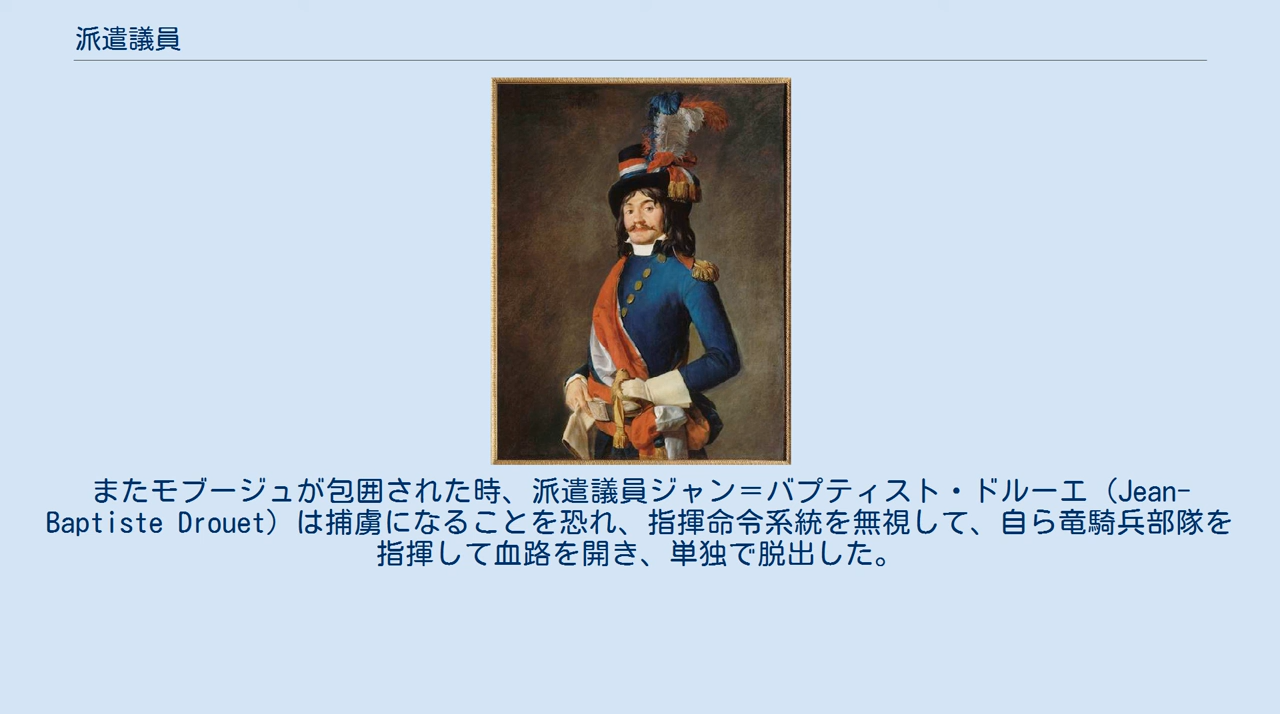 派遣議員
またモブージュが包囲された時、派遣議員ジャン＝バプティスト・ドルーエ（Jean-
Baptiste Drouet）は捕虜になることを恐れ、指揮命令系統を無視して、自ら竜騎兵部隊を
指揮して血路を開き、単独で脱出した。